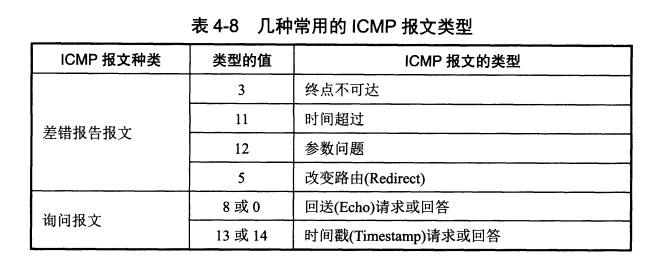 表 4-8 几种常用的 ICMP 报文类型
ICMP 报文种类 类型的值 ICMP 报文的类型
差错报告报文 3 终点不可达
11 时间超过
12 参数问题
5 改变路由(Redirect)
询问报文 8 或 0 回送(Echo)请求或回答
13 或 14 时间戳(Timestamp)请求或回答